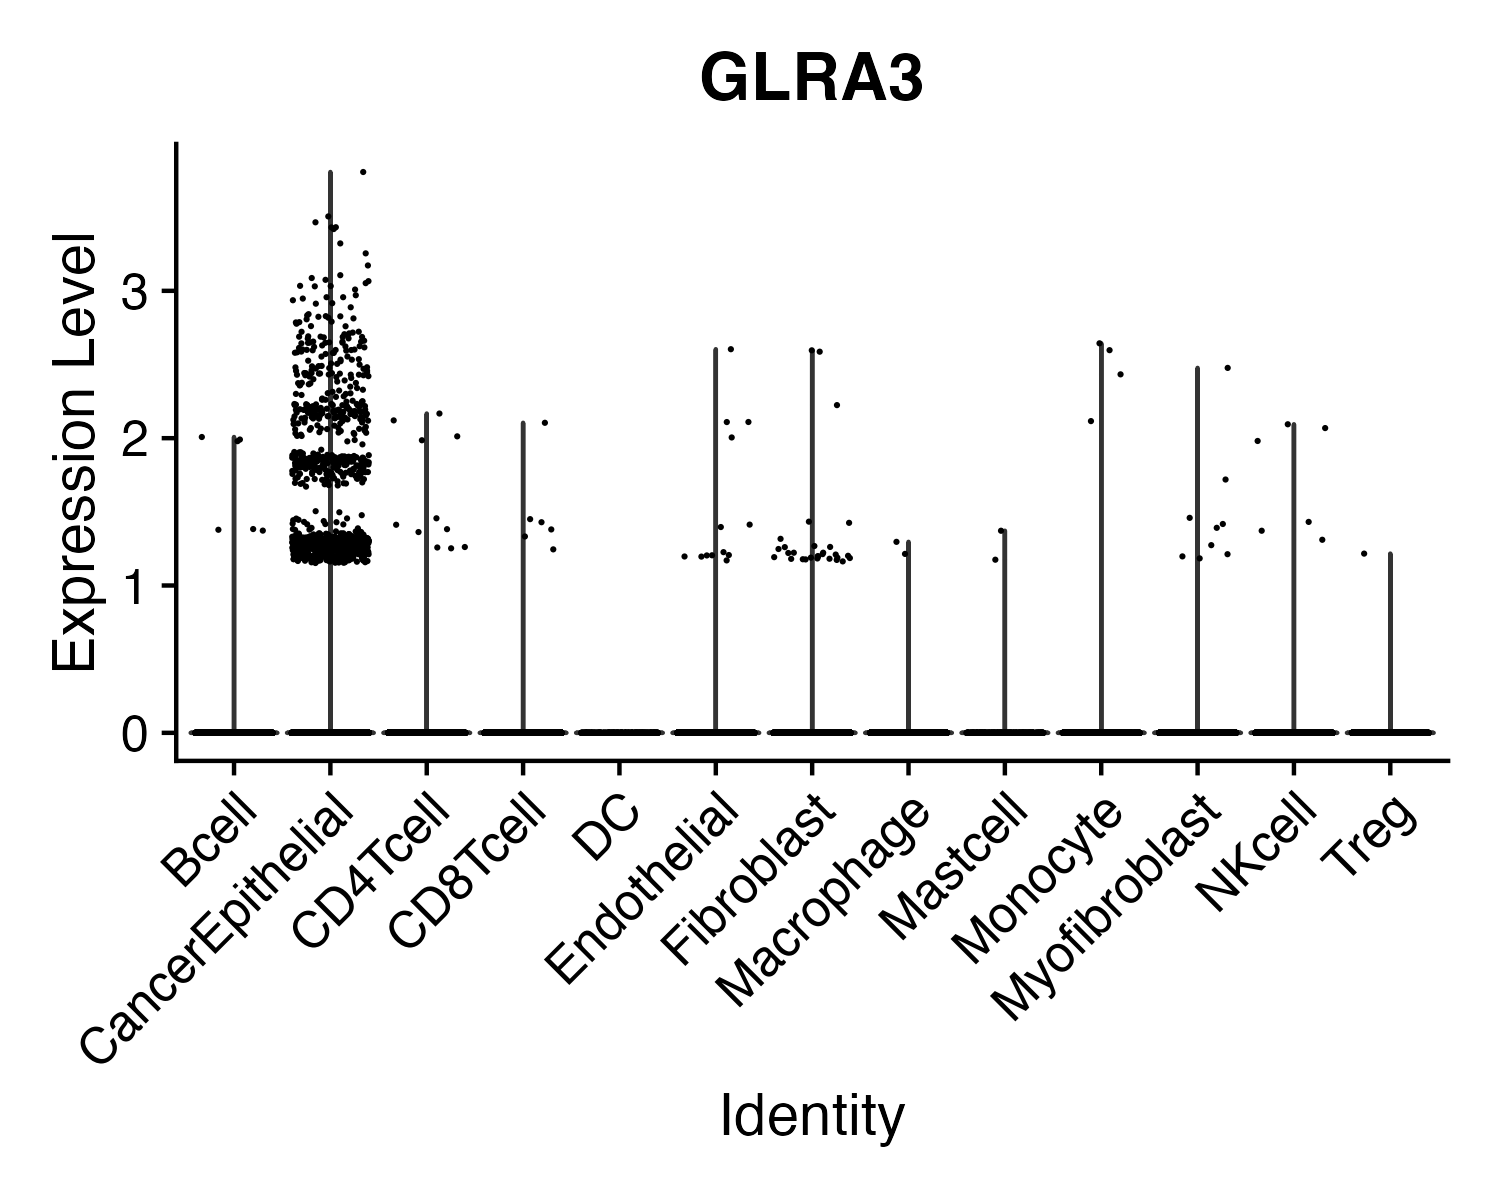 GLRA3
Expression Level
3
2
1
0
Bcell
CancerEpithelial
CD4Tcell
CD8Tcell
DC
Endothelial
Fibroblast
Macrophage
Mastcell
Monocyte
Myofibroblast
NKcell
Treg
Identity